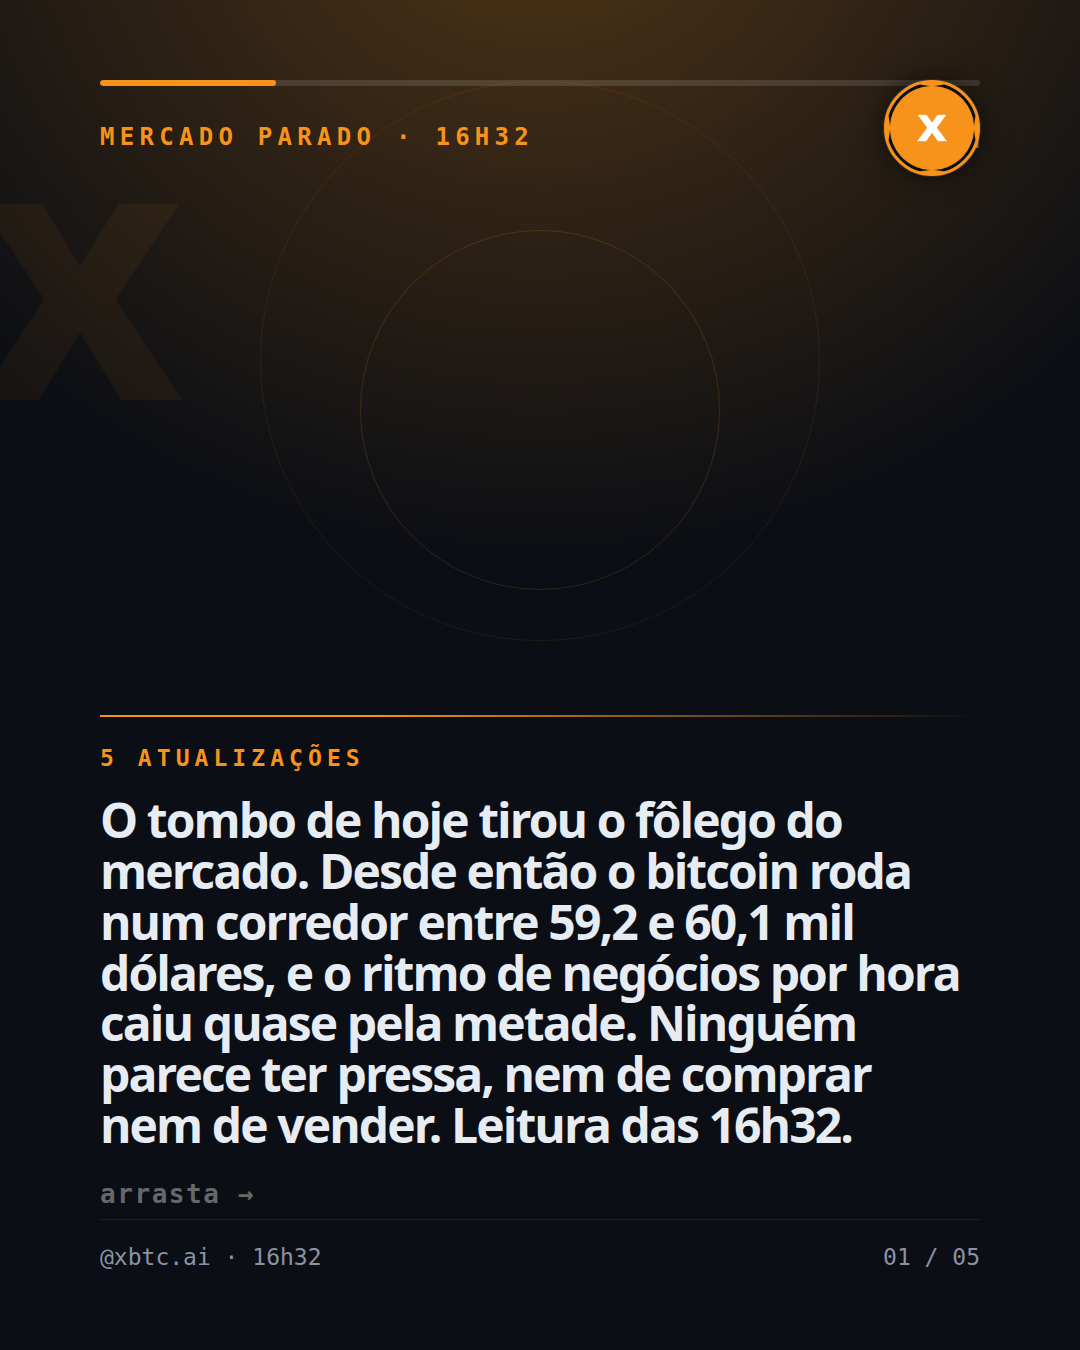 MERCADO PARADO · 16H32
X
X
5 ATUALIZAÇÕES
O tombo de hoje tirou o fôlego do
mercado. Desde então o bitcoin roda
num corredor entre 59,2 e 60,1 mil
dólares, e o ritmo de negócios por hora
caiu quase pela metade. Ninguém
parece ter pressa, nem de comprar
nem de vender. Leitura das 16h32.
arrasta →
@xbtc.ai · 16h32
01 / 05